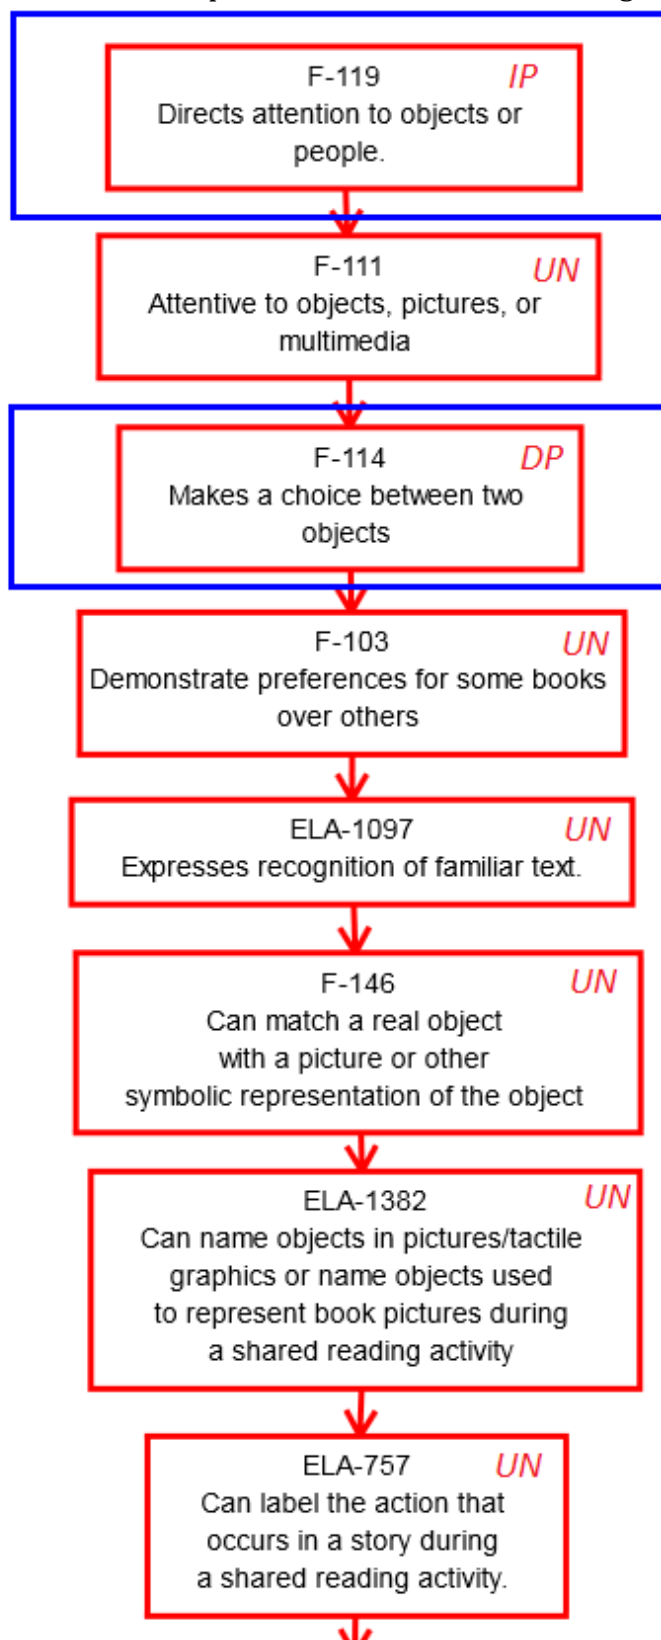 F-119 IP
Directs attention to objects or
people.
F-111 UN
Attentive to objects, pictures, or
multimedia
F-114 DP
Makes a choice between two
objects
F-103 UN
Demonstrate preferences for some books
over others
ELA-1097 UN
Expresses recognition of familiar text.
F-146 UN
Can match a real object
with a picture or other
symbolic representation of the object
ELA-1382 UN
Can name objects in pictures/tactile
graphics or name objects used
to represent book pictures during
a shared reading activity
ELA-757 UN
Can label the action that
occurs in a story during
a shared reading activity.